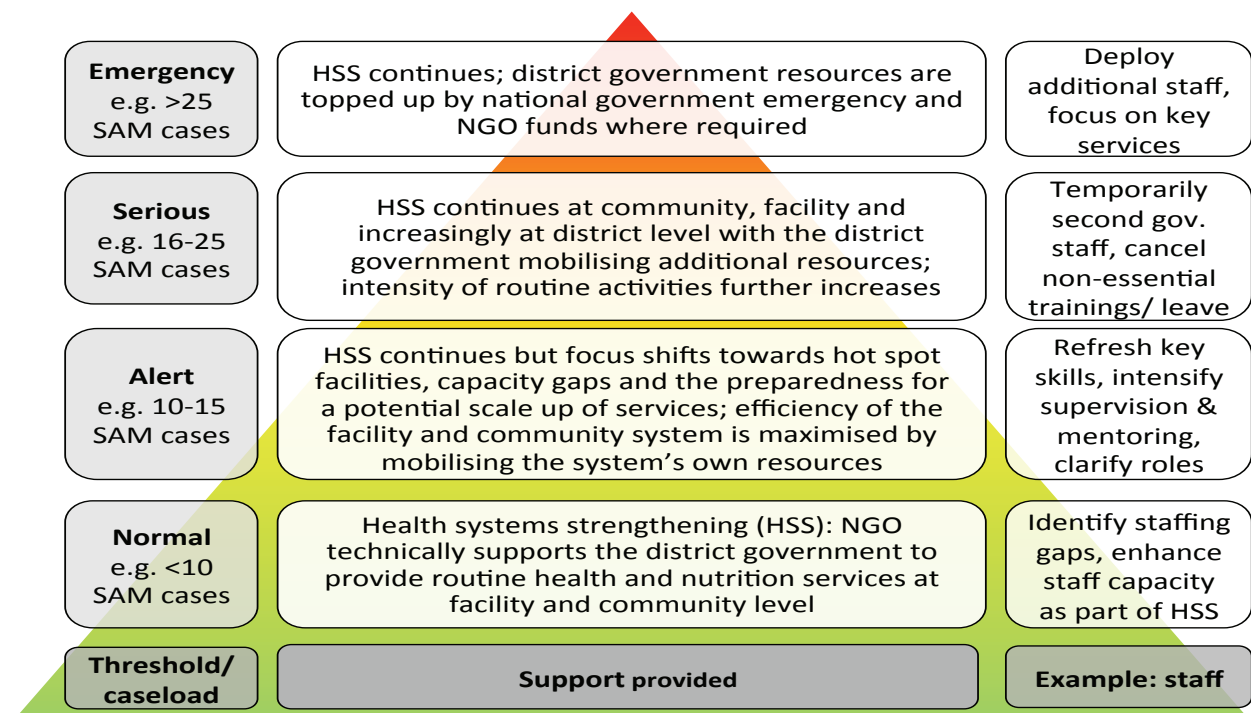 Emergency
e.g. >25
SAM cases
HSS continues; district government resources are
topped up by national government emergency and
NGO funds where required
Deploy
additional staff,
focus on key
services
Serious
e.g. 16-25
SAM cases
HSS continues at community, facility and
increasingly at district level with the district
government mobilising additional resources;
intensity of routine activities further increases
Temporarily
second gov.
staff, cancel
non-essential
trainings/ leave
Alert
e.g. 10-15
SAM cases
HSS continues but focus shifts towards hot spot
facilities, capacity gaps and the preparedness for
a potential scale up of services; efficiency of the
facility and community system is maximised by
mobilising the system’s own resources
Refresh key
skills, intensify
supervision &
mentoring,
clarify roles
Normal
e.g. <10
SAM cases
Health systems strengthening (HSS): NGO
technically supports the district government to
provide routine health and nutrition services at
facility and community level
Identify staffing
gaps, enhance
staff capacity
as part of HSS
Threshold/
caseload
Support provided
Example: staff